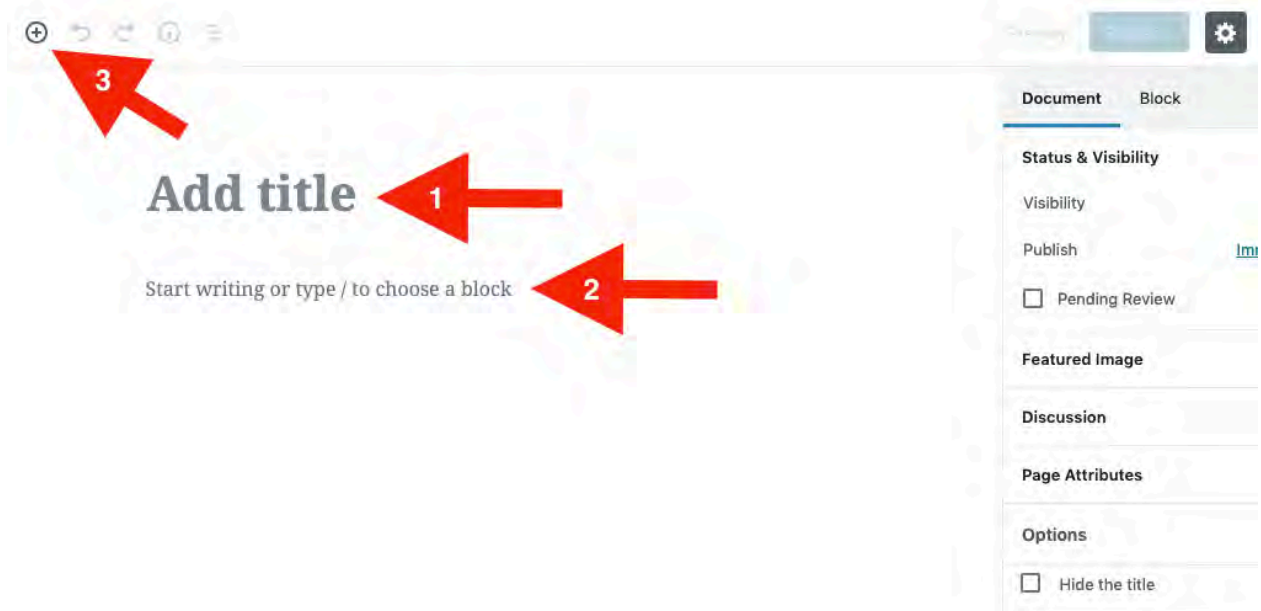 3
Document Block
Status & Visibility
Add title
1
Visibility
Publish
Start writing or type / to choose a block
2
Pending Review
Featured Image
Discussion
Page Attributes
Options
Hide the title